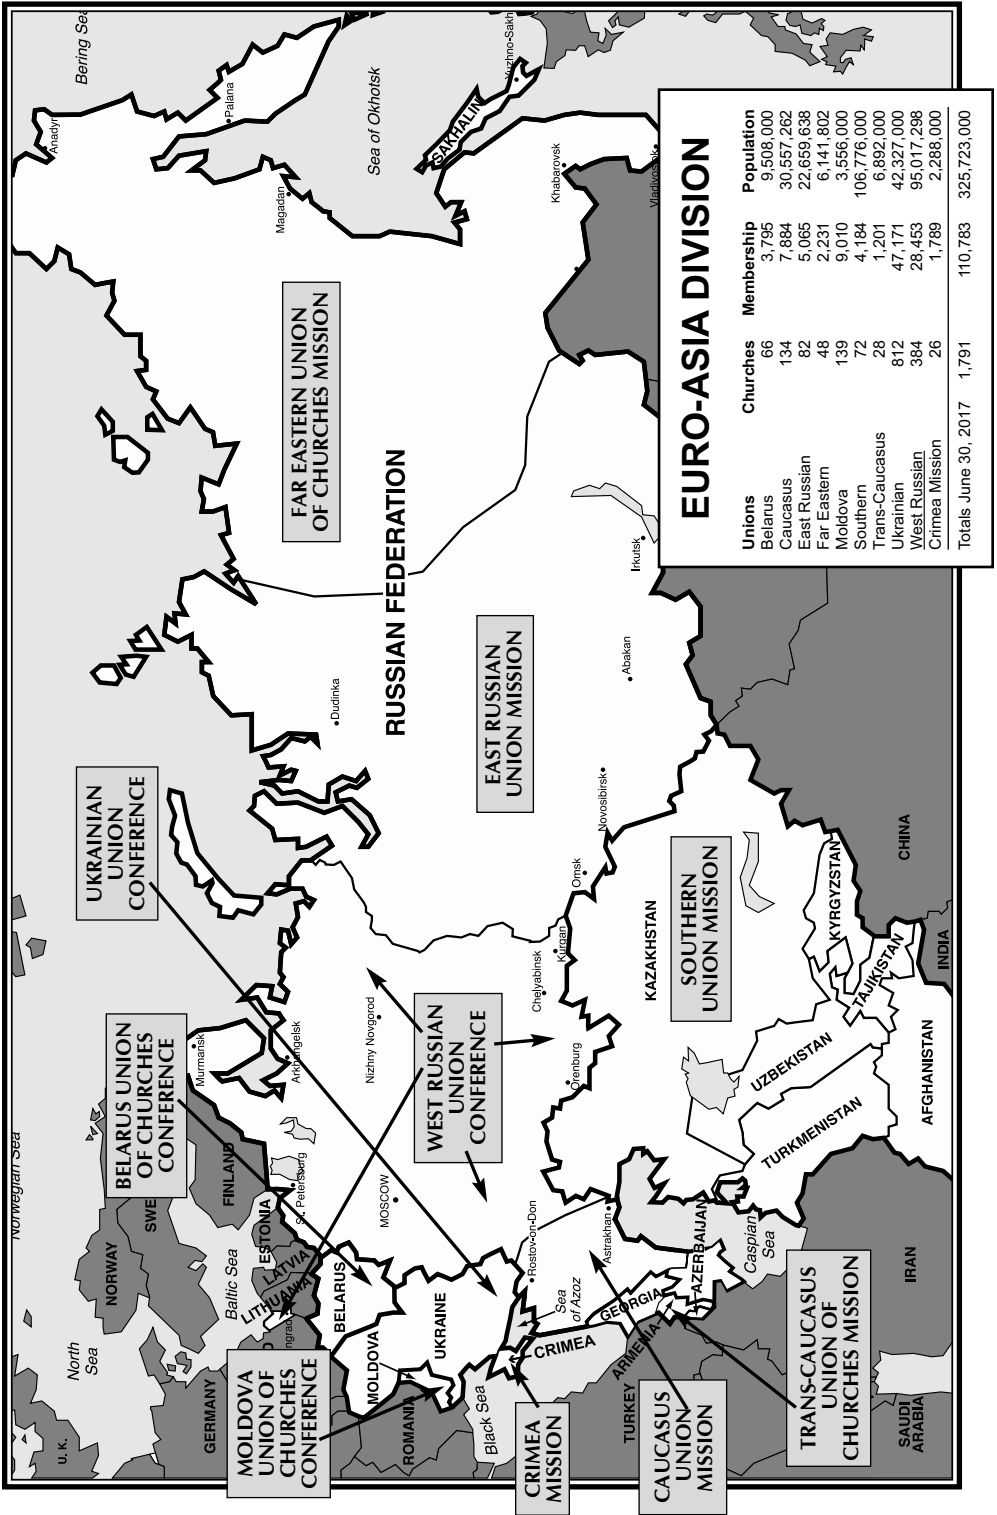 Bering Sea
Anadyr
Palana
Sea of Okhotsk
Yuzhno-Sakh
SAKHALIN
Magadan
Khabarovsk
Vladivostok
FAR EASTERN UNION
OF CHURCHES MISSION
RUSSIAN FEDERATION
EAST RUSSIAN
UNION MISSION
Irkutsk
Abakan
Dudinka
Novosibirsk
Omsk
Kurgan
Chelyabinsk
Orenburg
UKRAINIAN
UNION
CONFERENCE
BELARUS UNION
OF CHURCHES
CONFERENCE
WEST RUSSIAN
UNION
CONFERENCE
SOUTHERN
UNION MISSION
MOLDOVA
UNION OF
CHURCHES
CONFERENCE
CRIMEA
MISSION
CAUCASUS
UNION
MISSION
TRANS-CAUCASUS
UNION OF
CHURCHES MISSION
Murmansk
Arkhangelsk
Nizhny Novgorod
St. Petersburg
MOSCOW
Rostov-on-Don
Astrakhan
Norwegian Sea
North
Sea
Baltic Sea
Black Sea
Sea
of Azoz
Caspian
Sea
U. K.
NORWAY
SWE
FINLAND
ESTONIA
LATVIA
LITHUANIA
ngrad
D
GERMANY
BELARUS
MOLDOVA
UKRAINE
ROMANIA
CRIMEA
TURKEY
GEORGIA
ARMENIA
AZERBAIJAN
SAUDI
ARABIA
IRAN
KAZAKHSTAN
UZBEKISTAN
TURKMENISTAN
KYRGYZSTAN
TAJIKISTAN
AFGHANISTAN
INDIA
CHINA
EURO-ASIA DIVISION
Unions Churches Membership Population
Belarus 66 3,795 9,508,000
Caucasus 134 7,884 30,557,262
East Russian 82 5,065 22,659,638
Far Eastern 48 2,231 6,141,802
Moldova 139 9,010 3,556,000
Southern 72 4,184 106,776,000
Trans-Caucasus 28 1,201 6,892,000
Ukrainian 812 47,171 42,327,000
West Russian 384 28,453 95,017,298
Crimea Mission 26 1,789 2,288,000
Totals June 30, 2017 1,791 110,783 325,723,000